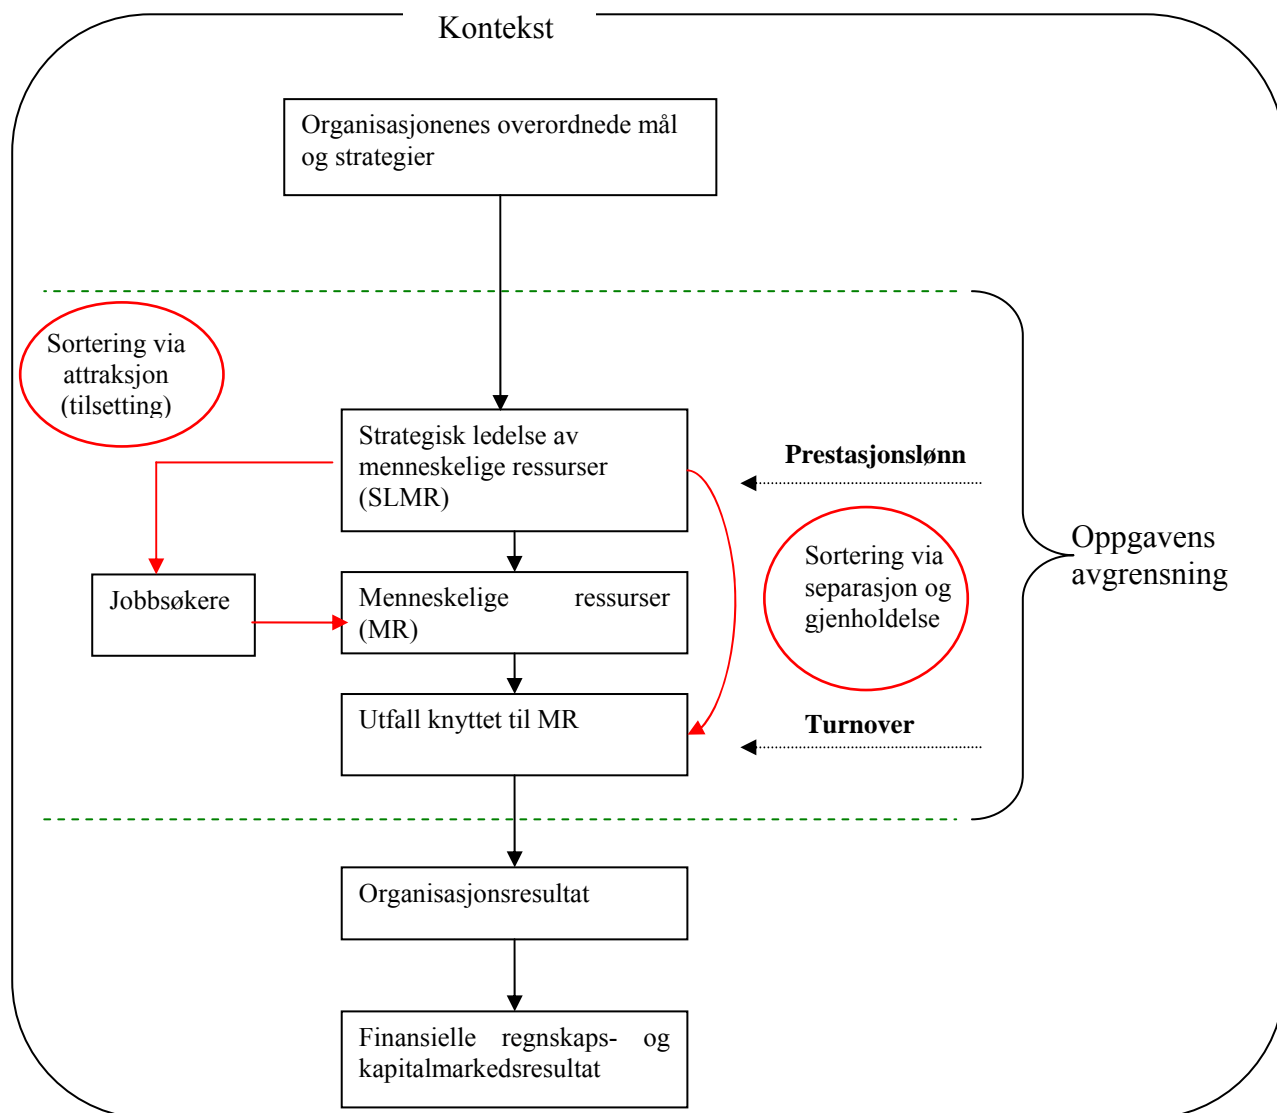 Kontekst
Organisasjonenes overordnede mål
og strategier
Sortering via
attraksjon
(tilsetting)
Strategisk ledelse av
menneskelige ressurser
(SLMR)
Prestasjonslønn
Sortering via
separasjon og
gjenholdelse
Oppgavens
avgrensning
Jobbsøkere
Menneskelige ressurser
(MR)
Utfall knyttet til MR
Turnover
Organisasjonsresultat
Finansielle regnskaps- og
kapitalmarkedsresultat